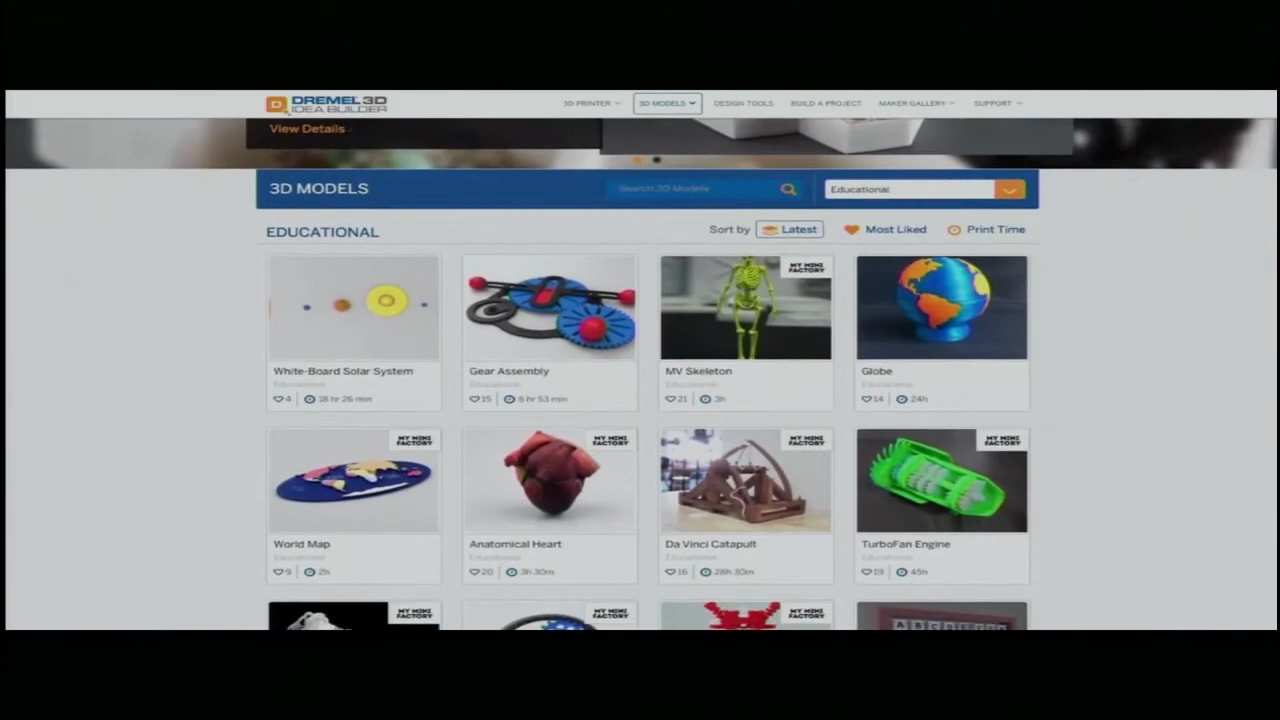 DREMEL 3D
IDEA BUILDER
3D PRINTER
3D MODELS
DESIGN TOOLS
BUILD A PROJECT
MAKER GALLERY
SUPPORT
View Details
3D MODELS
Search 3D Models
Educational
EDUCATIONAL
Sort by
Latest
Most Liked
Print Time
MY MINI
FACTORY
White-Board Solar System
Gear Assembly
MV Skeleton
Globe
Educational
Educational
Educational
Educational
4 18 hr 26 min
15 6 hr 53 min
21 3h
14 24h
MY MINI
FACTORY
MY MINI
FACTORY
MY MINI
FACTORY
MY MINI
FACTORY
World Map
Anatomical Heart
Da Vinci Catapult
TurboFan Engine
Educational
Educational
Educational
Educational
9 2h
20 3h 30m
16 28h 30m
19 45h
MY MINI
FACTORY
MY MINI
FACTORY
MY MINI
FACTORY
A B C D E F